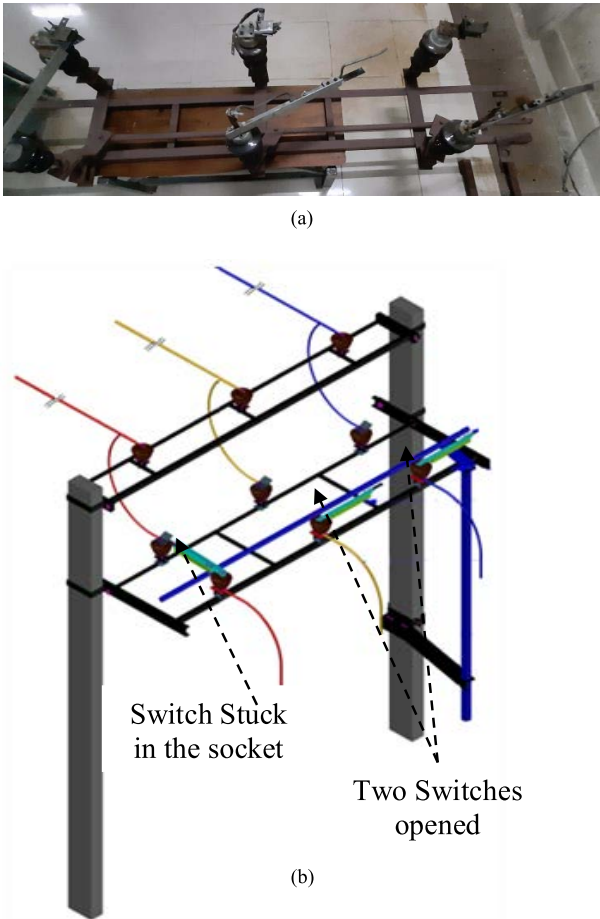 (a)
Switch Stuck
in the socket
Two Switches
opened
(b)